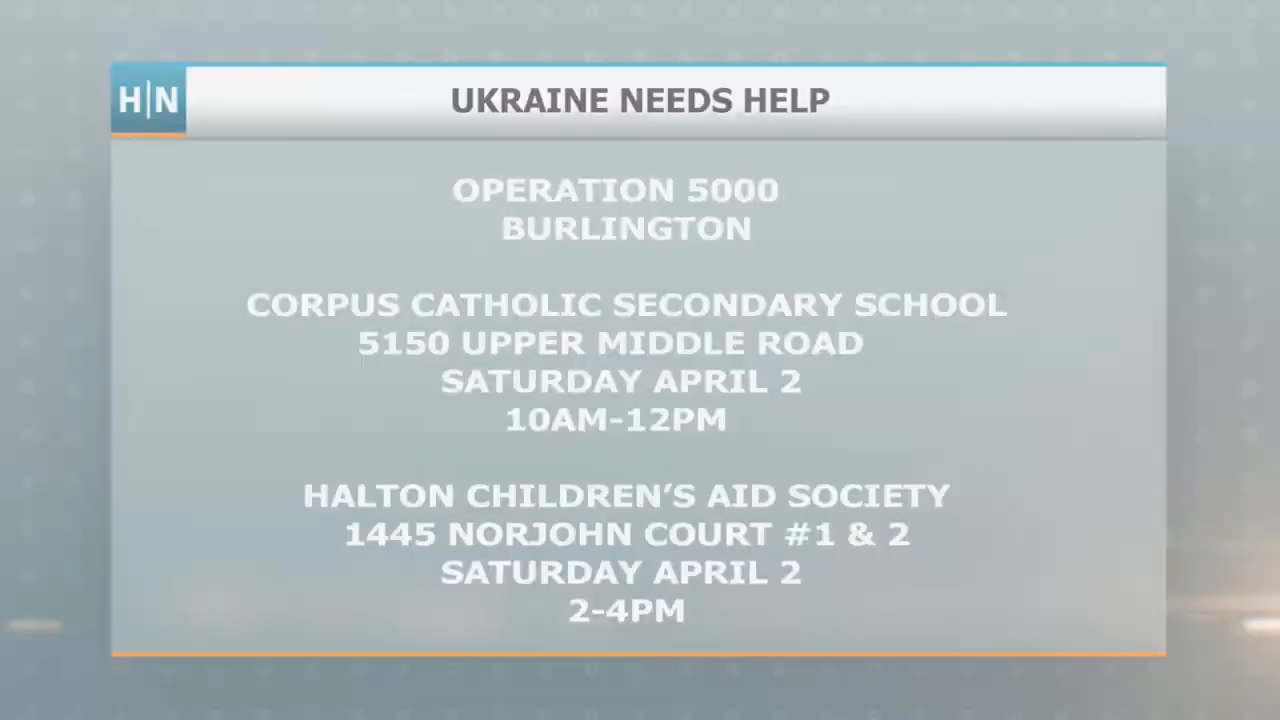 H|N
UKRAINE NEEDS HELP
OPERATION 5000
BURLINGTON
CORPUS CATHOLIC SECONDARY SCHOOL
5150 UPPER MIDDLE ROAD
SATURDAY APRIL 2
10AM-12PM
HALTON CHILDREN’S AID SOCIETY
1445 NORJOHN COURT #1 & 2
SATURDAY APRIL 2
2-4PM